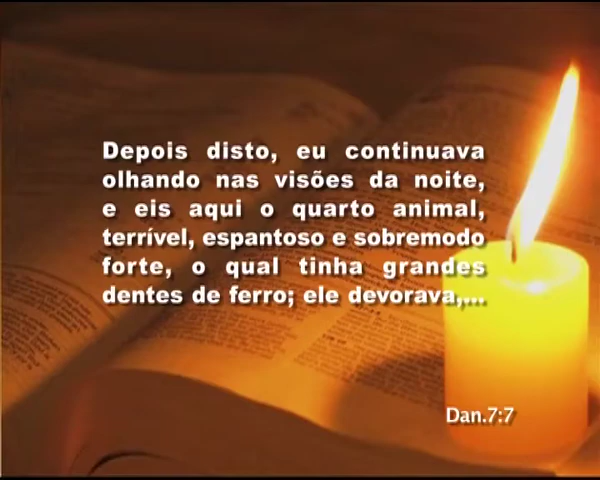 Depois disto, eu continuava
olhando nas visões da noite,
e eis aqui o quarto animal,
terrível, espantoso e sobremodo
forte, o qual tinha grandes
dentes de ferro; ele devorava,...
Dan.7:7